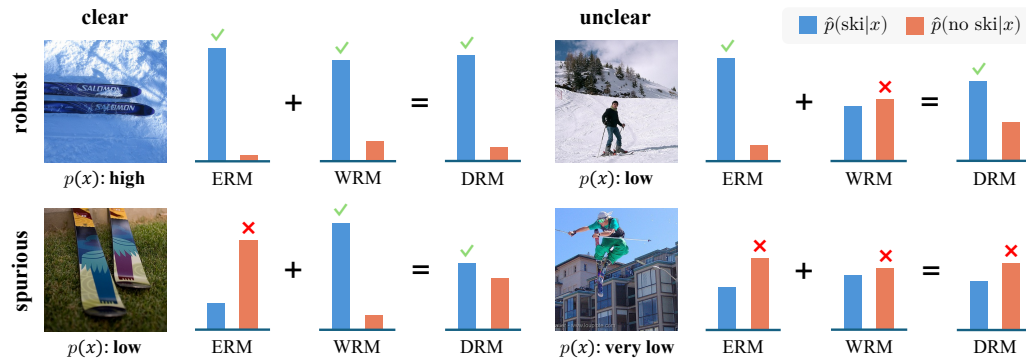 clear
unclear
p̂(ski|x) p̂(no ski|x)
robust
SALOMON
SALOMON
+ =
+ =
ERM WRM DRM
ERM WRM DRM
p(x): high
p(x): low
spurious
+ =
+ =
ERM WRM DRM
ERM WRM DRM
p(x): low
p(x): very low